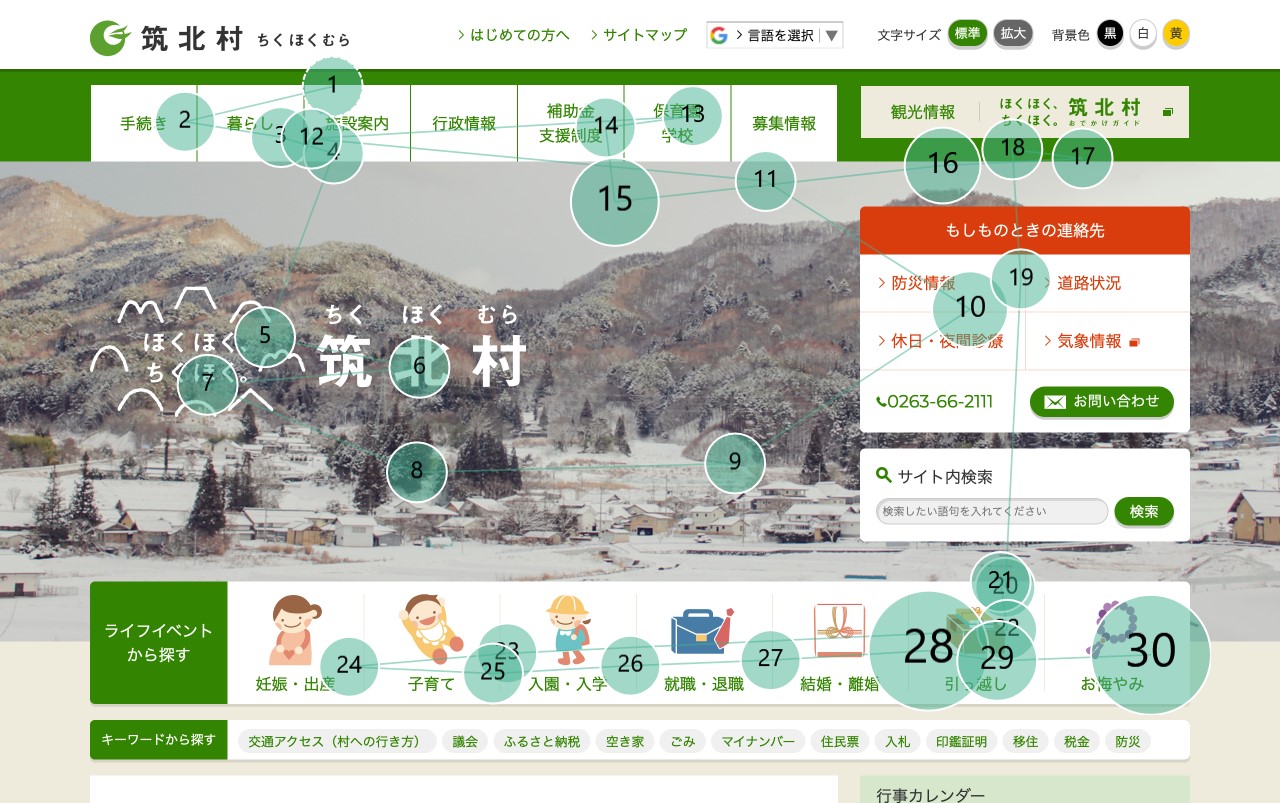 筑北村 ちくほくむら
はじめての方へ
サイトマップ
言語を選択
文字サイズ 標準 拡大
背景色 黒 白 黄
手続き
暮らし
施設案内
行政情報
補助金
支援制度
保育園
学校
募集情報
観光情報
ほくほく、
ちくほく。
筑北村
おでかけガイド
もしものときの連絡先
防災情報
道路状況
休日・夜間診療
気象情報
0263-66-2111
お問い合わせ
サイト内検索
検索したい語句を入れてください
検索
ほくほく
ちくほく。
ちく ほく むら
筑北村
ライフイベント
から探す
妊娠・出産
子育て
入園・入学
就職・退職
結婚・離婚
引っ越し
お悔やみ
キーワードから探す
交通アクセス（村への行き方）
議会
ふるさと納税
空き家
ごみ
マイナンバー
住民票
入札
印鑑証明
移住
税金
防災
行事カレンダー
1
2
3
4
5
6
7
8
9
10
11
12
13
14
15
16
17
18
19
20
21
22
23
24
25
26
27
28
29
30